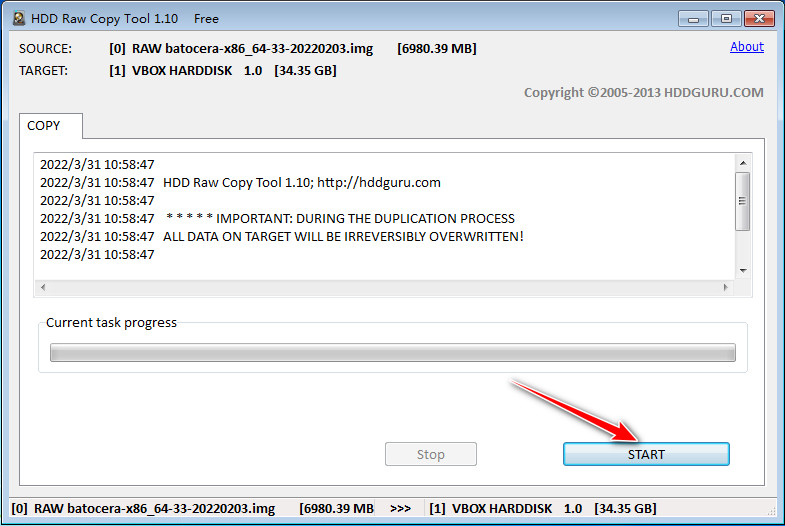 HDD Raw Copy Tool 1.10 Free
SOURCE: [0] RAW batocera-x86_64-33-20220203.img [6980.39 MB] About
TARGET: [1] VBOX HARDDISK 1.0 [34.35 GB]
Copyright ©2005-2013 HDDGURU.COM
COPY
2022/3/31 10:58:47
2022/3/31 10:58:47 HDD Raw Copy Tool 1.10; http://hddguru.com
2022/3/31 10:58:47
2022/3/31 10:58:47 * * * * * IMPORTANT: DURING THE DUPLICATION PROCESS
2022/3/31 10:58:47 ALL DATA ON TARGET WILL BE IRREVERSIBLY OVERWRITTEN!
2022/3/31 10:58:47
Current task progress
Stop START
[0] RAW batocera-x86_64-33-20220203.img [6980.39 MB >>> [1] VBOX HARDDISK 1.0 [34.35 GB]